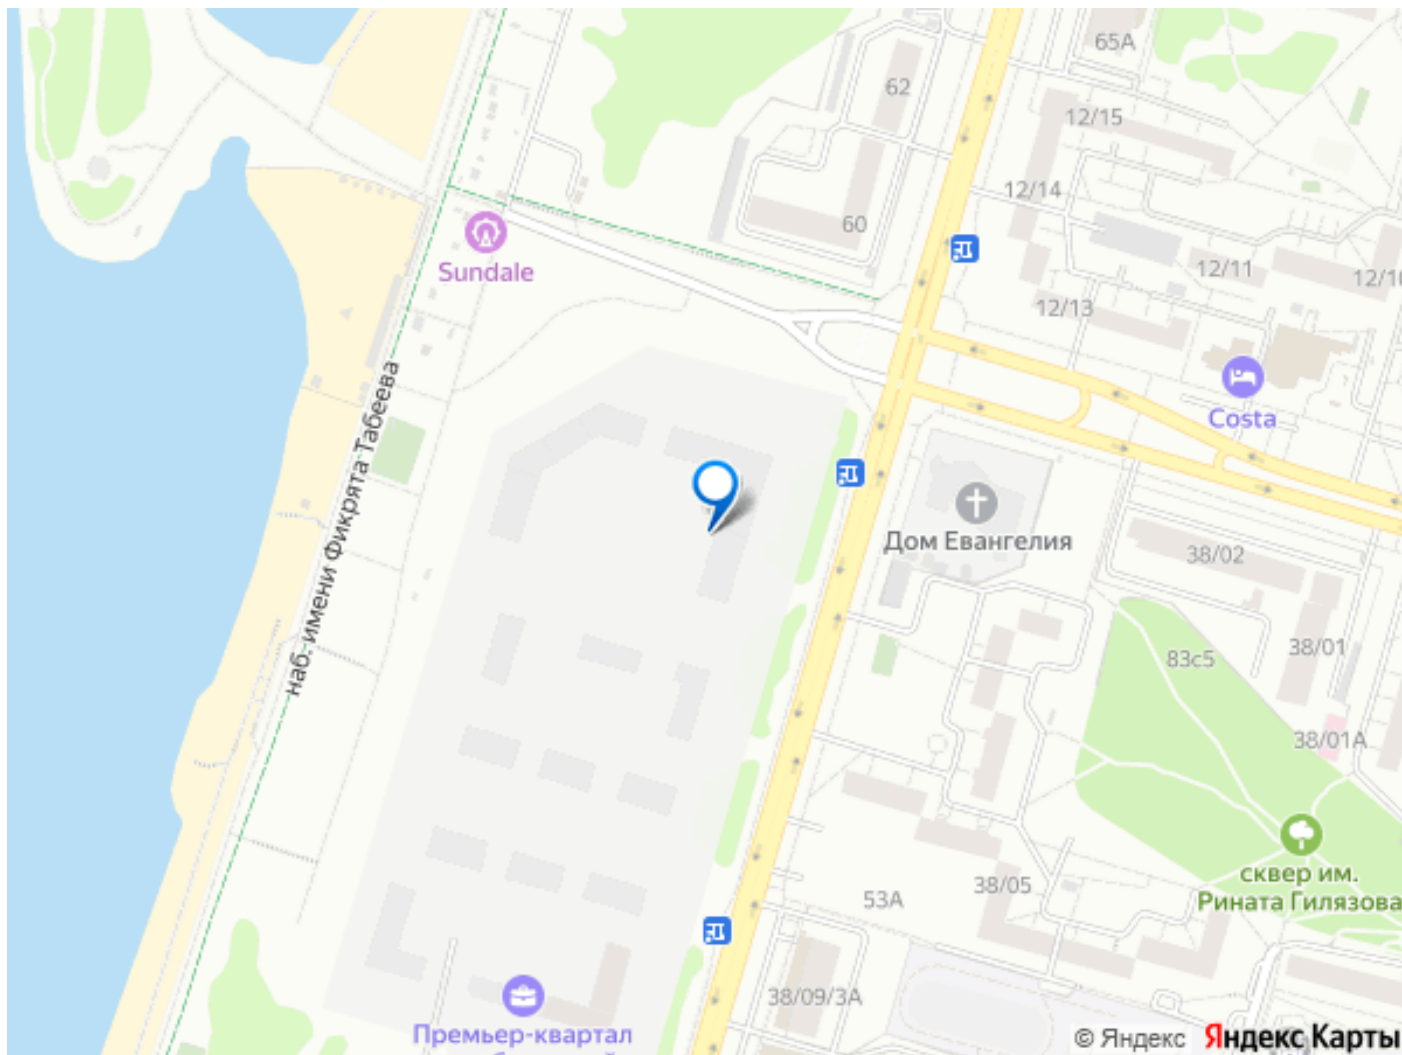 65А
62
12/15
12/14
60
Sundale
12/11
12/10
12/13
Costa
наб. имени Фикрята Табеева
Дом Евангелия
38/02
38/01
83с5
38/01А
сквер им.
Рината Гилязова
38/05
53А
38/09/3А
Премьер-квартал
© Яндекс Яндекс Карты